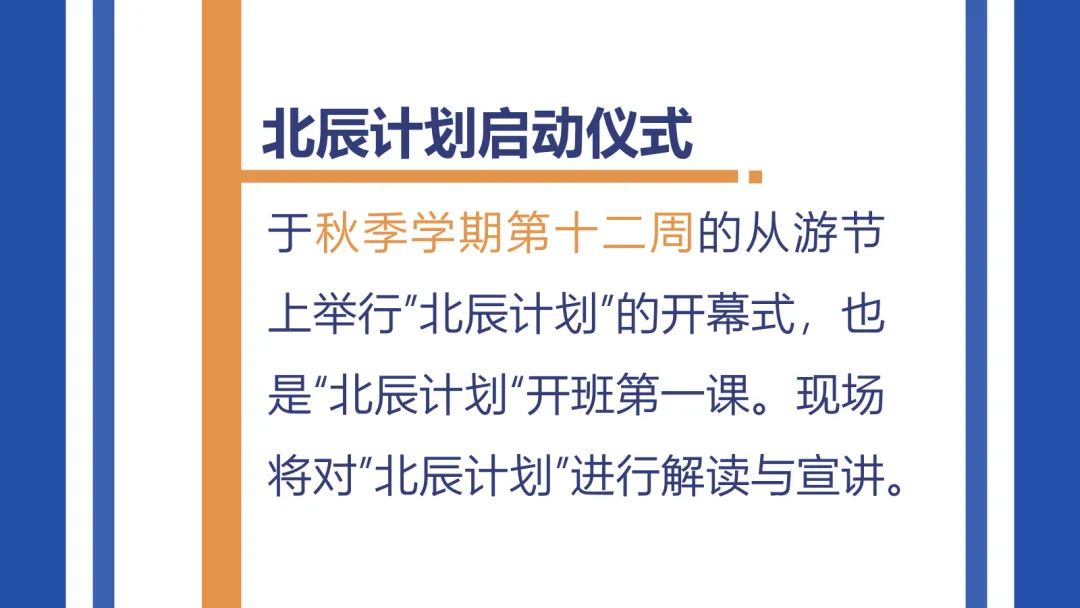 北辰计划启动仪式
于秋季学期第十二周的从游节
上举行"北辰计划"的开幕式，也
是"北辰计划"开班第一课。现场
将对"北辰计划"进行解读与宣讲。